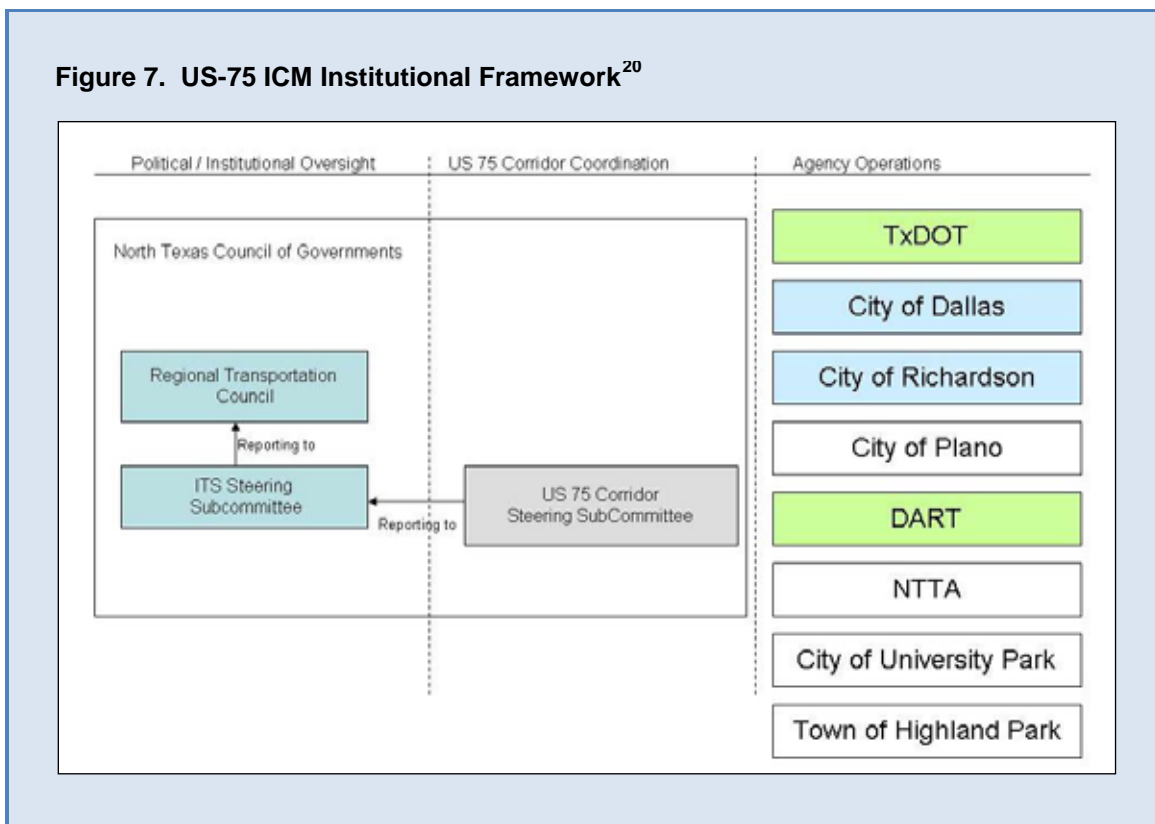 Figure 7. US-75 ICM Institutional Framework20
Political / Institutional Oversight
US 75 Corridor Coordination
Agency Operations
North Texas Council of Governments
Regional Transportation
Council
Reporting to
ITS Steering
Subcommittee
Reporting to
US 75 Corridor
Steering SubCommittee
TxDOT
City of Dallas
City of Richardson
City of Plano
DART
NTTA
City of University Park
Town of Highland Park